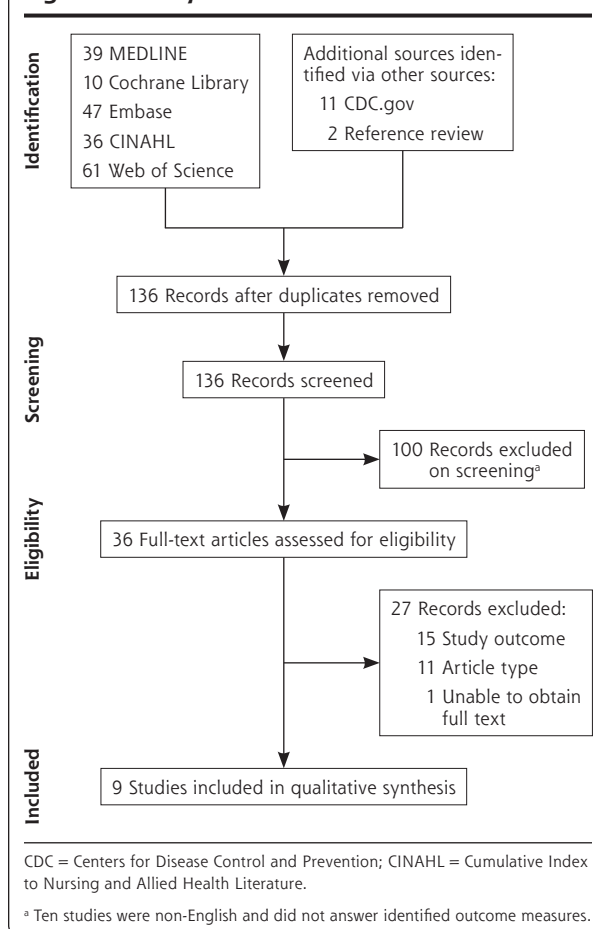 Identification
39 MEDLINE
10 Cochrane Library
47 Embase
36 CINAHL
61 Web of Science
Additional sources iden-
tified via other sources:
11 CDC.gov
2 Reference review
136 Records after duplicates removed
Screening
136 Records screened
100 Records excluded
on screeningᵃ
Eligibility
36 Full-text articles assessed for eligibility
27 Records excluded:
15 Study outcome
11 Article type
1 Unable to obtain
full text
Included
9 Studies included in qualitative synthesis
CDC = Centers for Disease Control and Prevention; CINAHL = Cumulative Index
to Nursing and Allied Health Literature.
ᵃ Ten studies were non-English and did not answer identified outcome measures.